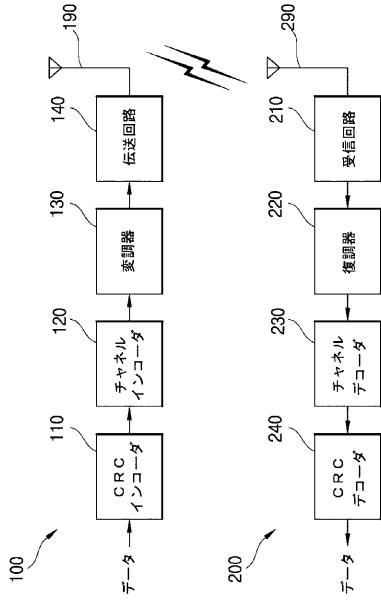 100
データ
110
CRC
インコーダ
120
チャネル
インコーダ
130
変調器
140
伝送回路
190
200
データ
240
CRC
デコーダ
230
チャネル
デコーダ
220
復調器
210
受信回路
290